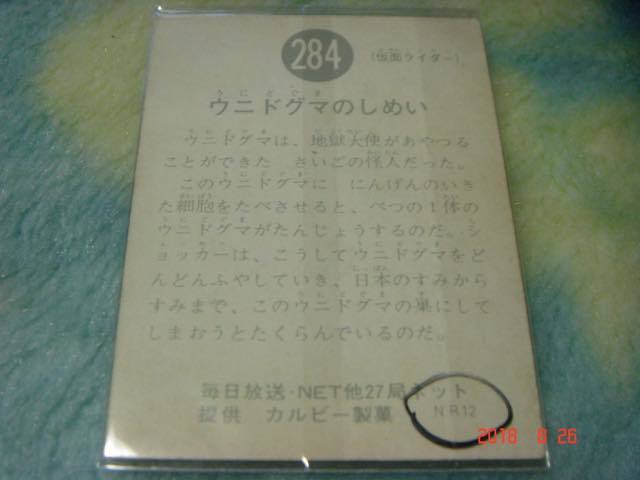 284
(仮面ライダー)
ウニドグマのしめい
ウニドグマは、地獄大使があやつる
ことができた さいごの怪人だった。
このウニドグマに にんげんのいき
た細胞をたべさせると、べつの1体の
ウニドグマがたんじょうするのだ。シ
ョッカーは、こうしてウニドグマをど
んどんふやしていき、日本のすみから
すみまで、このウニドグマの巣にして
しまおうとたくらんでいるのだ。
毎日放送・NET他27局ネット
提供 カルビー製菓 NR12
2018 8 26